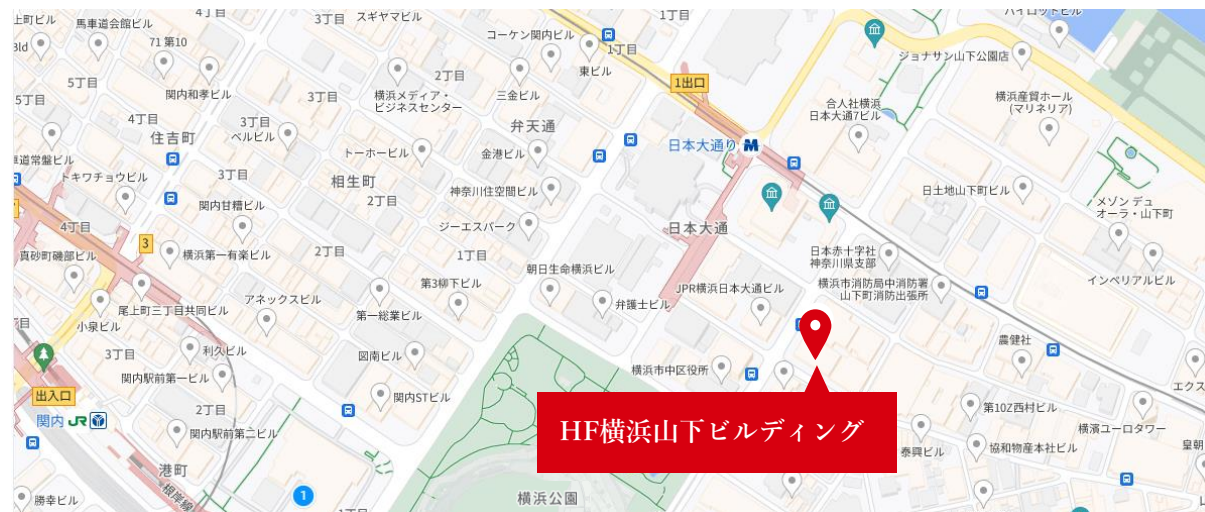 4丁目
3丁目
スギヤマビル
1丁目
馬車道会館ビル
上町ビル
パイロットビル
コーケン関内ビル
1丁目
71 第10
Bld
東ビル
ジョナサン山下公園店
5丁目
2丁目
1出口
関内和孝ビル
3丁目
横浜メディア・
ビジネスセンター
三金ビル
横浜産貿ホール
(マリネリア)
5丁目
合人社横浜
日本大通7ビル
4丁目
3丁目
ベルビル
弁天通
住吉町
日本大通り
トーホービル
金港ビル
車道常盤ビル
トキワチョウビル
3丁目
相生町
2丁目
神奈川住空間ビル
日土地山下町ビル
メゾン デュ
オーラ・山下町
関内甘糟ビル
4丁目
ジーエスパーク
日本大通
3
真砂町磯部ビル
横浜第一有楽ビル
2丁目
1丁目
日本赤十字社
神奈川県支部
朝日生命横浜ビル
第3柳下ビル
JPR横浜日本大通ビル
横浜市消防局中消防署
山下町消防出張所
インペリアルビル
アネックスビル
弁護士ビル
尾上町三丁目共同ビル
第一総業ビル
小泉ビル
丁目
農健社
3丁目
利久ビル
図南ビル
横浜市中区役所
関内駅前第一ビル
エクス
出入口
関内STビル
第10Z西村ビル
2丁目
関内 JR
HF横浜山下ビルディング
横濱ユーロタワー
関内駅前第二ビル
泰興ビル
協和物産本社ビル
皇朝
港町
根岸線
1
横浜公園
勝幸ビル
1丁目